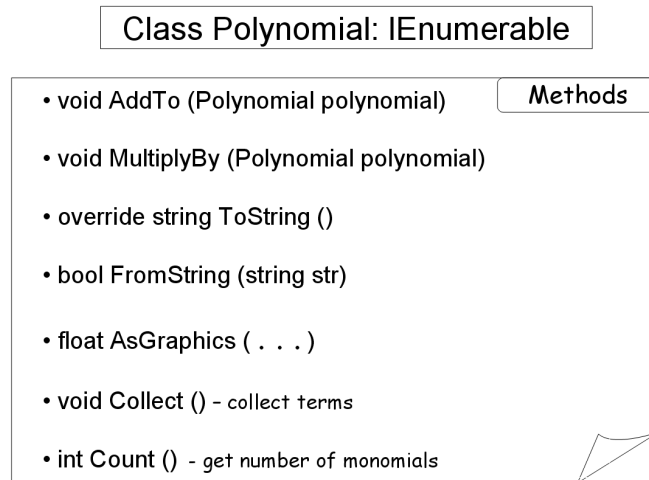 Class Polynomial: IEnumerable
Methods
• void AddTo (Polynomial polynomial)
• void MultiplyBy (Polynomial polynomial)
• override string ToString ()
• bool FromString (string str)
• float AsGraphics ( . . . )
• void Collect () – collect terms
• int Count () - get number of monomials